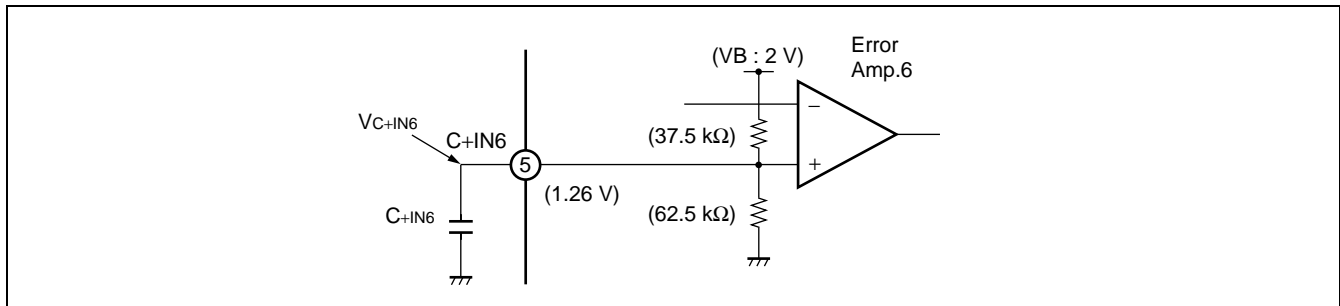 Error
Amp.6
(VB : 2 V)
−
(37.5 kΩ)
VC+IN6
C+IN6
5
+
(1.26 V)
C+IN6
(62.5 kΩ)